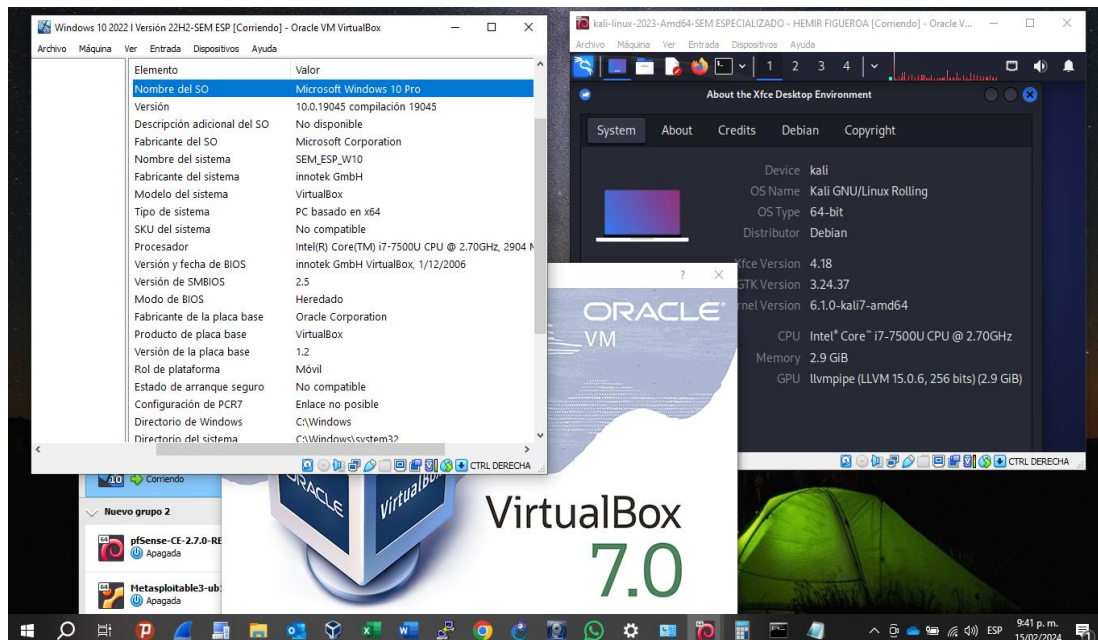 Windows 10 2022 I Versión 22H2-SEM ESP [Corriendo] - Oracle VM VirtualBox
Archivo Máquina Ver Entrada Dispositivos Ayuda
Elemento Valor
Nombre del SO Microsoft Windows 10 Pro
Versión 10.0.19045 compilación 19045
Descripción adicional del SO No disponible
Fabricante del SO Microsoft Corporation
Nombre del sistema SEM_ESP_W10
Fabricante del sistema innotek GmbH
Modelo del sistema VirtualBox
Tipo de sistema PC basado en x64
SKU del sistema No compatible
Procesador Intel(R) Core(TM) i7-7500U CPU @ 2.70GHz, 2904 M
Versión y fecha de BIOS innotek GmbH VirtualBox, 1/12/2006
Versión de SMBIOS 2.5
Modo de BIOS Heredado
Fabricante de la placa base Oracle Corporation
Producto de placa base VirtualBox
Versión de la placa base 1.2
Rol de plataforma Móvil
Estado de arranque seguro No compatible
Configuración de PCR7 Enlace no posible
Directorio de Windows C:\Windows
Directorio del sistema C:\Windows\system32
CTRL DERECHA
kali-linux-2023-Amd64-SEM ESPECIALIZADO - HEMIR FIGUEROA [Corriendo] - Oracle V...
Archivo Máquina Ver Entrada Dispositivos Ayuda
1 2 3 4
About the Xfce Desktop Environment
System About Credits Debian Copyright
Device kali
OS Name Kali GNU/Linux Rolling
OS Type 64-bit
Distributor Debian
Xfce Version 4.18
GTK Version 3.24.37
rnel Version 6.1.0-kali7-amd64
CPU Intel® Core™ i7-7500U CPU @ 2.70GHz
Memory 2.9 GiB
GPU llvmpipe (LLVM 15.0.6, 256 bits) (2.9 GiB)
CTRL DERECHA
ORACLE
VM
ORACLE
VirtualBox
VirtualBox
7.0
10 Corriendo
Nuevo grupo 2
64
pfSense-CE-2.7.0-RE
Apagada
64
Metasploitable3-ub
Apagada
ESP
9:41 p. m.
15/02/2024